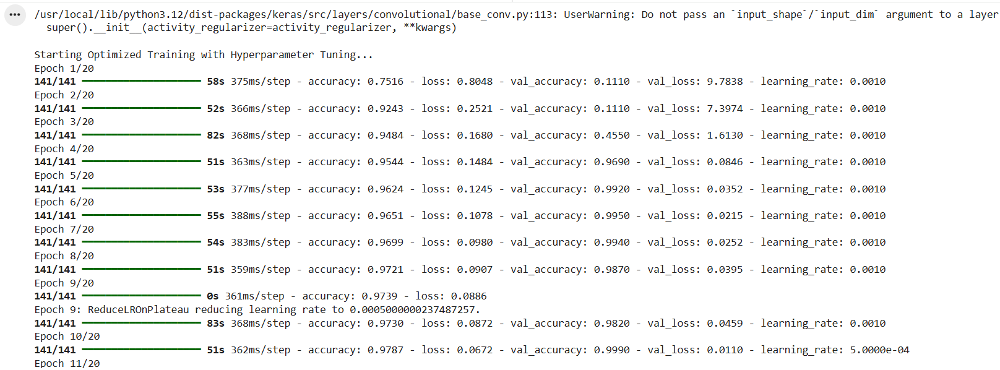 /usr/local/lib/python3.12/dist-packages/keras/src/layers/convolutional/base_conv.py:113: UserWarning: Do not pass an `input_shape`/`input_dim` argument to a layer
super().__init__(activity_regularizer=activity_regularizer, **kwargs)
Starting Optimized Training with Hyperparameter Tuning...
Epoch 1/20
141/141 58s 375ms/step - accuracy: 0.7516 - loss: 0.8048 - val_accuracy: 0.1110 - val_loss: 9.7838 - learning_rate: 0.0010
Epoch 2/20
141/141 52s 366ms/step - accuracy: 0.9243 - loss: 0.2521 - val_accuracy: 0.1110 - val_loss: 7.3974 - learning_rate: 0.0010
Epoch 3/20
141/141 82s 368ms/step - accuracy: 0.9484 - loss: 0.1680 - val_accuracy: 0.4550 - val_loss: 1.6130 - learning_rate: 0.0010
Epoch 4/20
141/141 51s 363ms/step - accuracy: 0.9544 - loss: 0.1484 - val_accuracy: 0.9690 - val_loss: 0.0846 - learning_rate: 0.0010
Epoch 5/20
141/141 53s 377ms/step - accuracy: 0.9624 - loss: 0.1245 - val_accuracy: 0.9920 - val_loss: 0.0352 - learning_rate: 0.0010
Epoch 6/20
141/141 55s 388ms/step - accuracy: 0.9651 - loss: 0.1078 - val_accuracy: 0.9950 - val_loss: 0.0215 - learning_rate: 0.0010
Epoch 7/20
141/141 54s 383ms/step - accuracy: 0.9699 - loss: 0.0980 - val_accuracy: 0.9940 - val_loss: 0.0252 - learning_rate: 0.0010
Epoch 8/20
141/141 51s 359ms/step - accuracy: 0.9721 - loss: 0.0907 - val_accuracy: 0.9870 - val_loss: 0.0395 - learning_rate: 0.0010
Epoch 9/20
141/141 0s 361ms/step - accuracy: 0.9739 - loss: 0.0886
Epoch 9: ReduceLROnPlateau reducing learning rate to 0.0005000000237487257.
141/141 83s 368ms/step - accuracy: 0.9730 - loss: 0.0872 - val_accuracy: 0.9820 - val_loss: 0.0459 - learning_rate: 0.0010
Epoch 10/20
141/141 51s 362ms/step - accuracy: 0.9787 - loss: 0.0672 - val_accuracy: 0.9990 - val_loss: 0.0110 - learning_rate: 5.0000e-04
Epoch 11/20